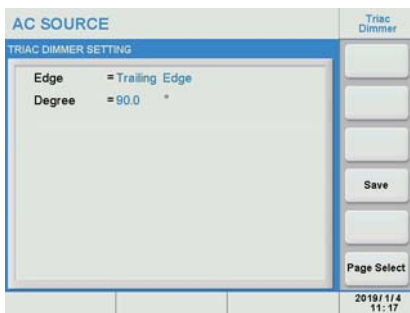 AC SOURCE
Triac
Dimmer
TRIAC DIMMER SETTING
Edge =Trailing Edge
Degree =90.0 °
Save
Page Select
2019/1/4
11:17